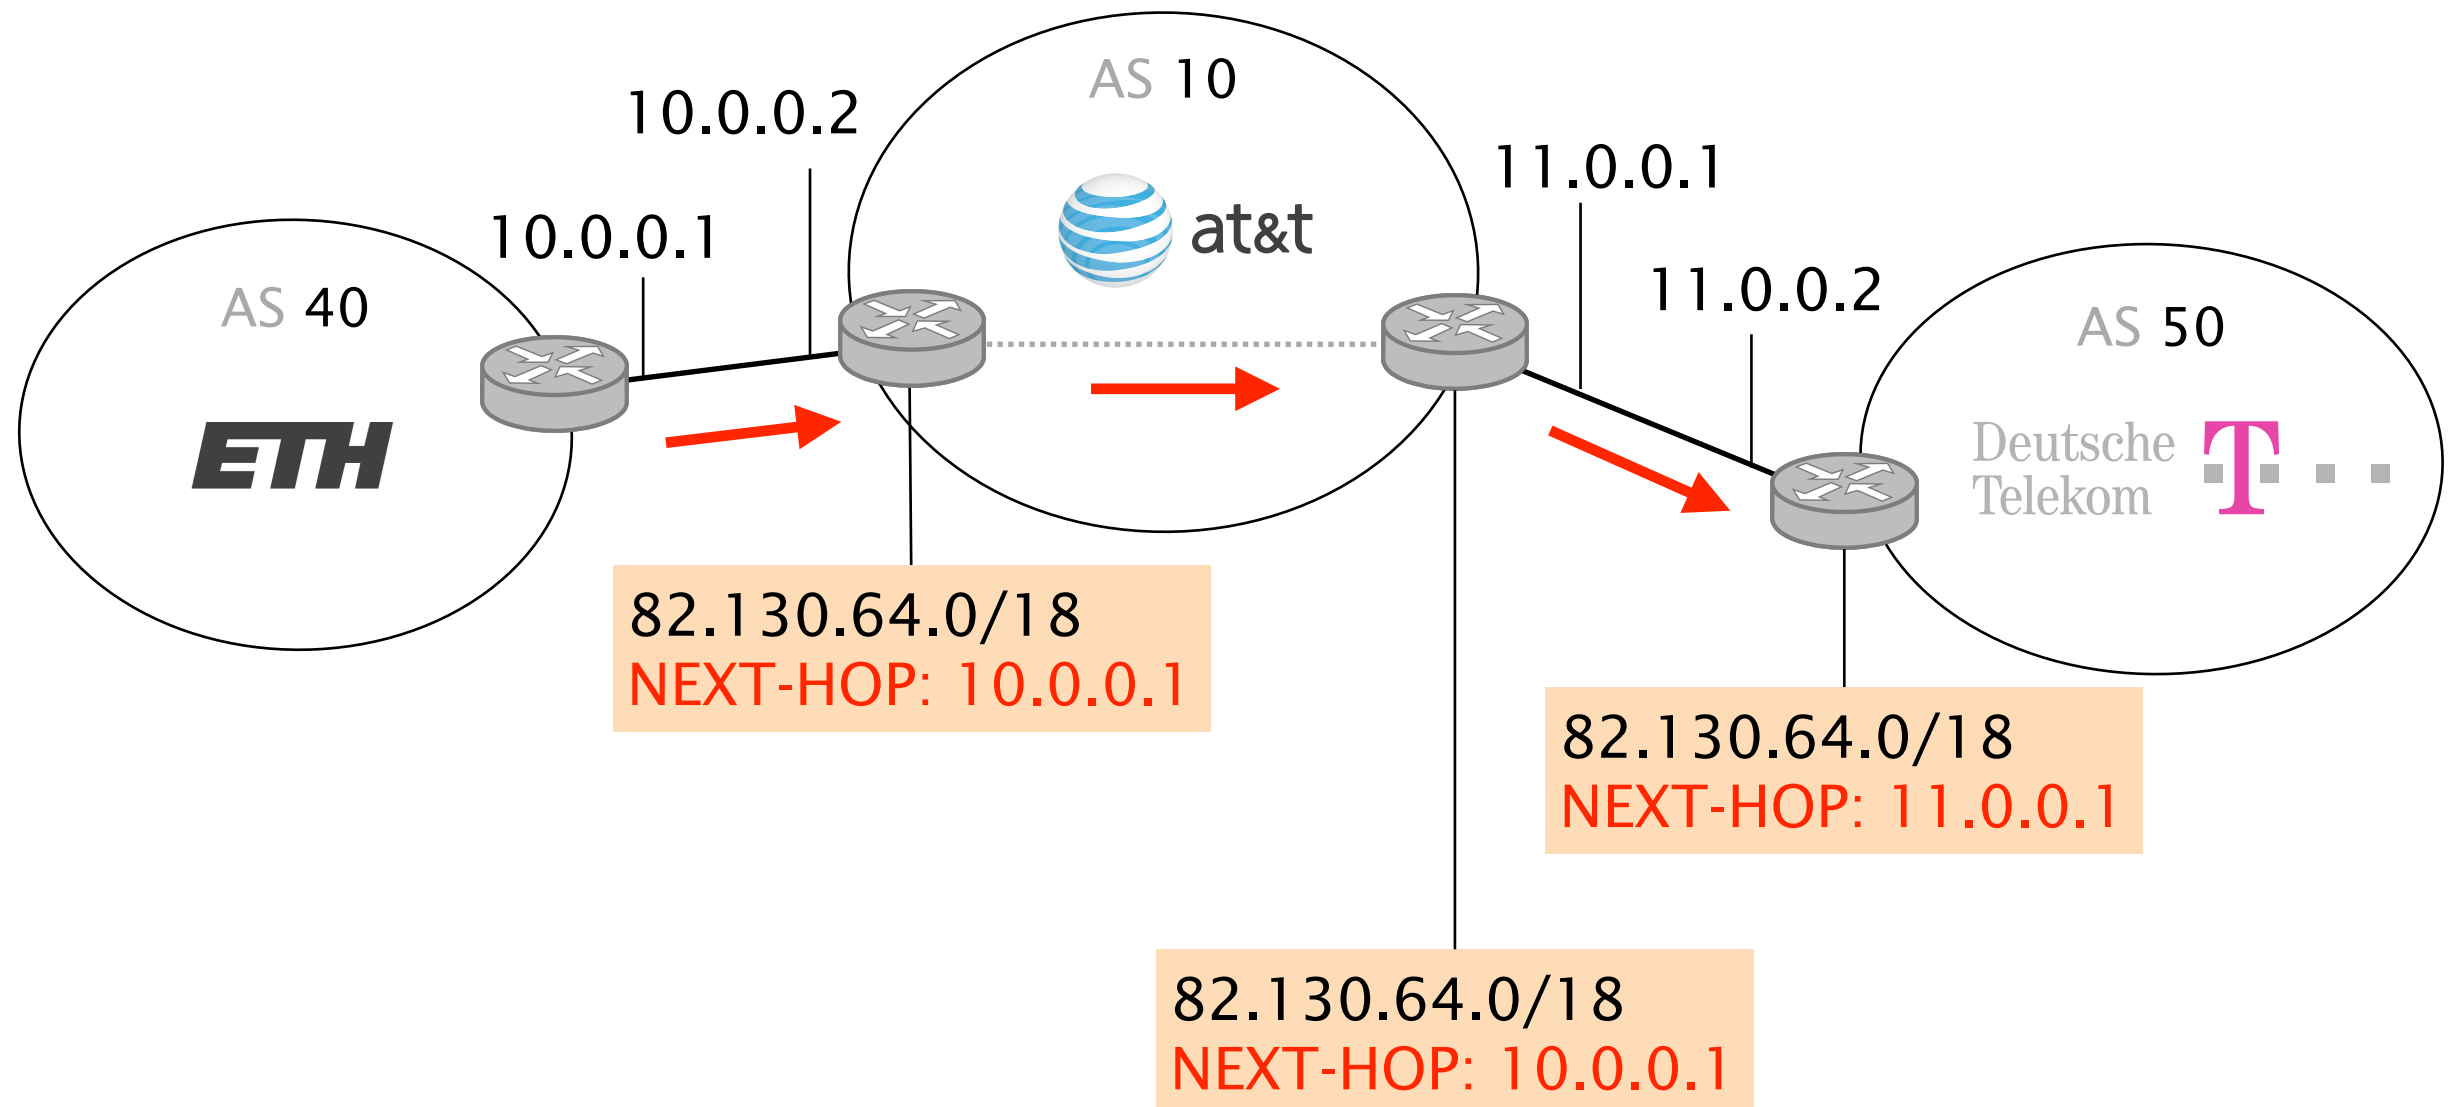 AS 10
10.0.0.2
11.0.0.1
at&t
10.0.0.1
11.0.0.2
AS 40
AS 50
ETH
Deutsche
Telekom
T
82.130.64.0/18
NEXT-HOP: 10.0.0.1
82.130.64.0/18
NEXT-HOP: 11.0.0.1
82.130.64.0/18
NEXT-HOP: 10.0.0.1